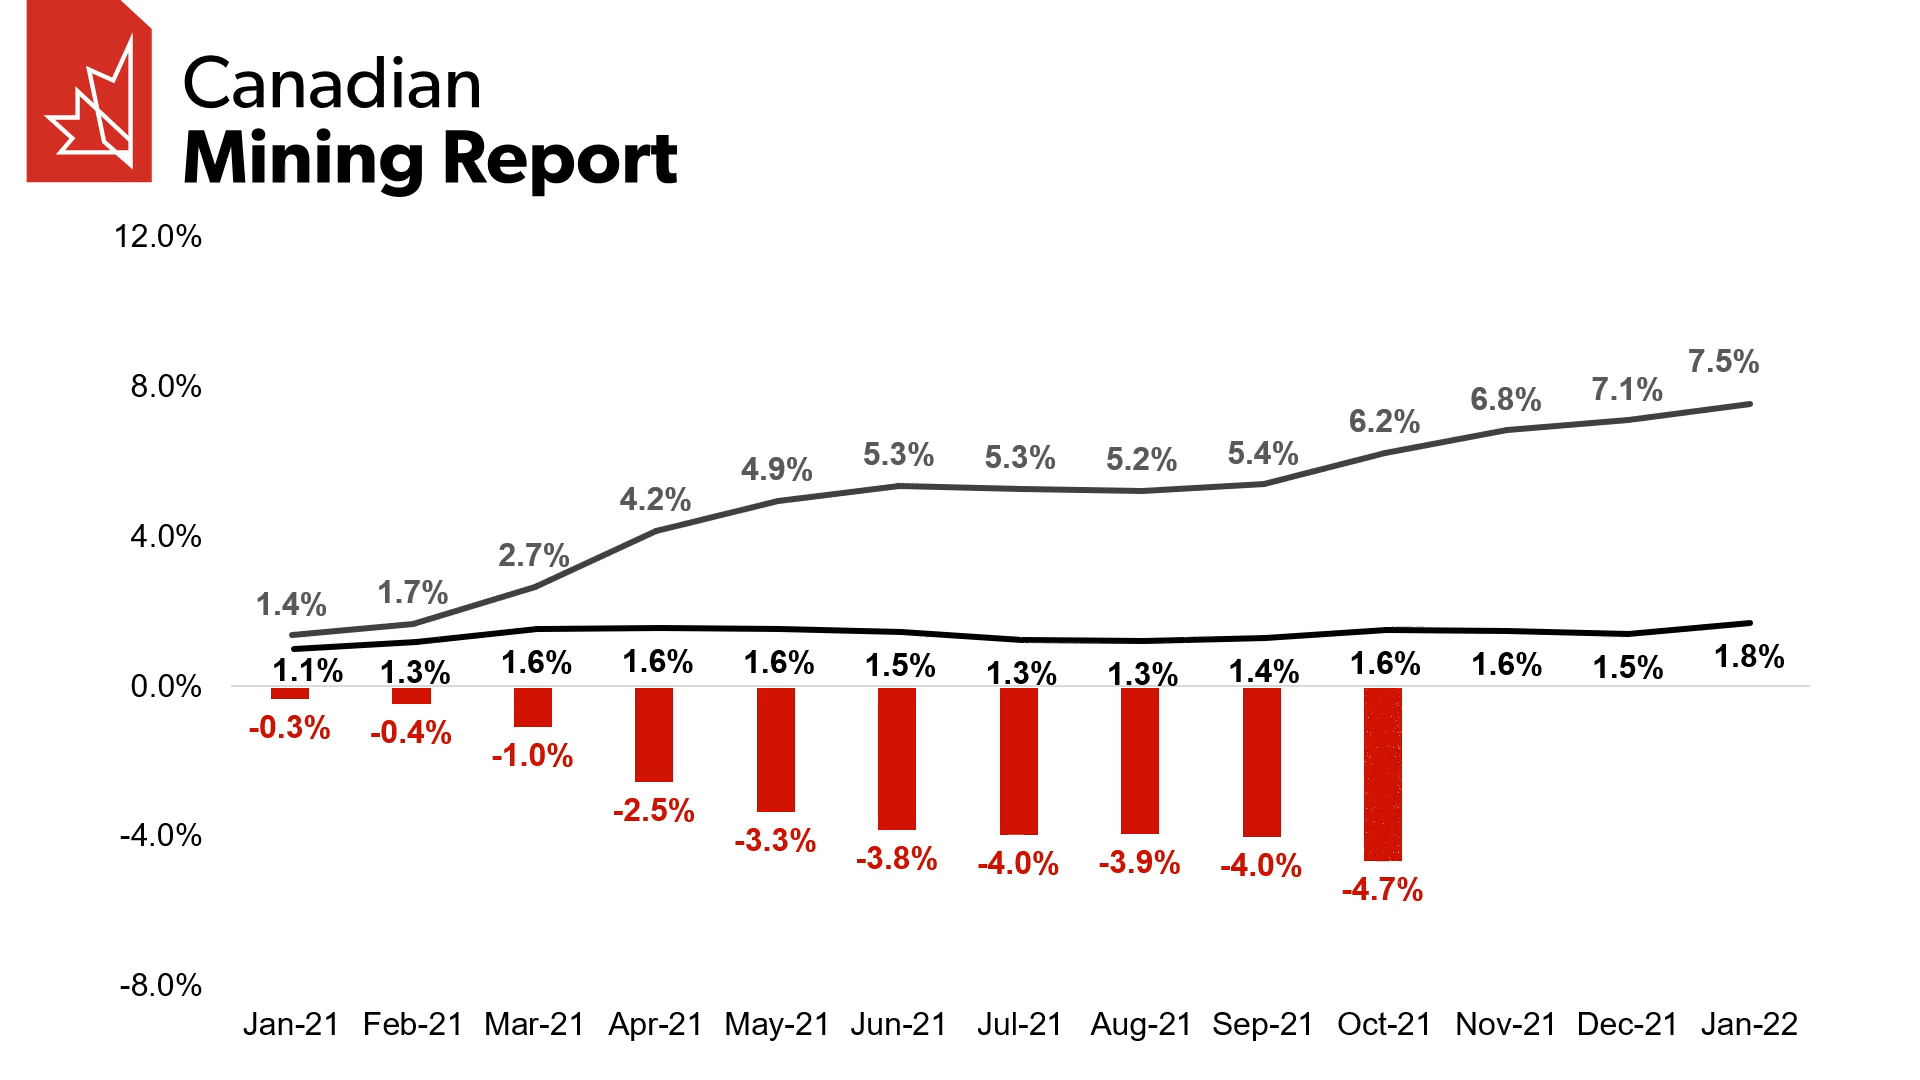 Canadian
Mining Report
12.0%
8.0%
4.0%
0.0%
-4.0%
-8.0%
1.4% 1.7% 2.7% 4.2% 4.9% 5.3% 5.3% 5.2% 5.4% 6.2% 6.8% 7.1% 7.5%
1.1% 1.3% 1.6% 1.6% 1.6% 1.5% 1.3% 1.3% 1.4% 1.6% 1.6% 1.5% 1.8%
-0.3% -0.4% -1.0% -2.5% -3.3% -3.8% -4.0% -3.9% -4.0% -4.7%
Jan-21 Feb-21 Mar-21 Apr-21 May-21 Jun-21 Jul-21 Aug-21 Sep-21 Oct-21 Nov-21 Dec-21 Jan-22